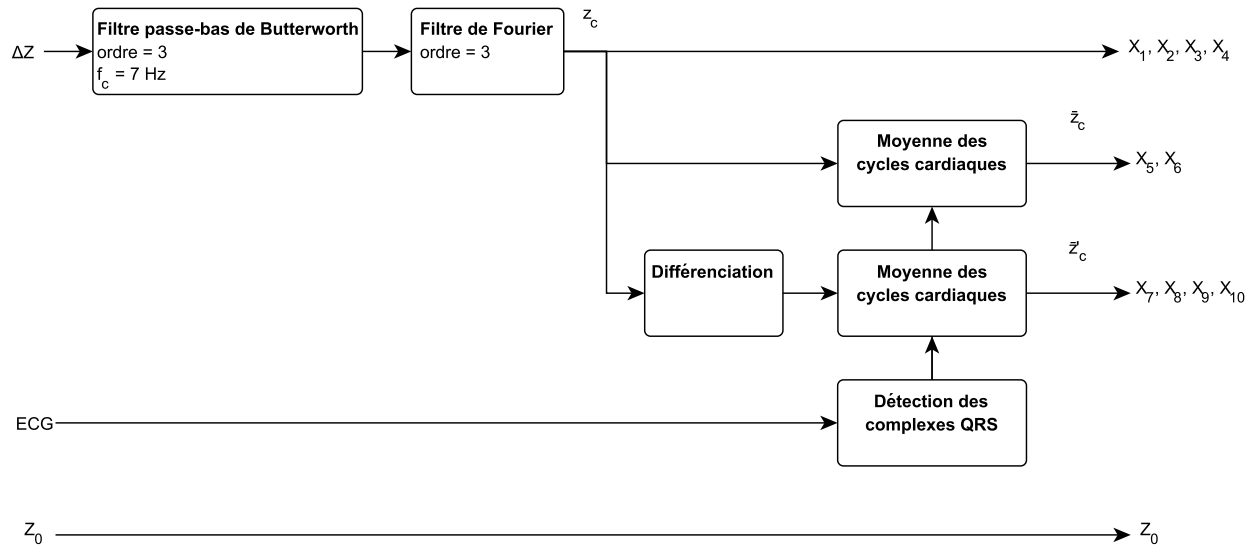 ΔZ
Filtre passe-bas de Butterworth
ordre = 3
f_c = 7 Hz
Filtre de Fourier
ordre = 3
z_c
X_1, X_2, X_3, X_4
Moyenne des
cycles cardiaques
z̄_c
X_5, X_6
Différenciation
Moyenne des
cycles cardiaques
z̄'_c
X_7, X_8, X_9, X_10
ECG
Détection des
complexes QRS
Z_0
Z_0